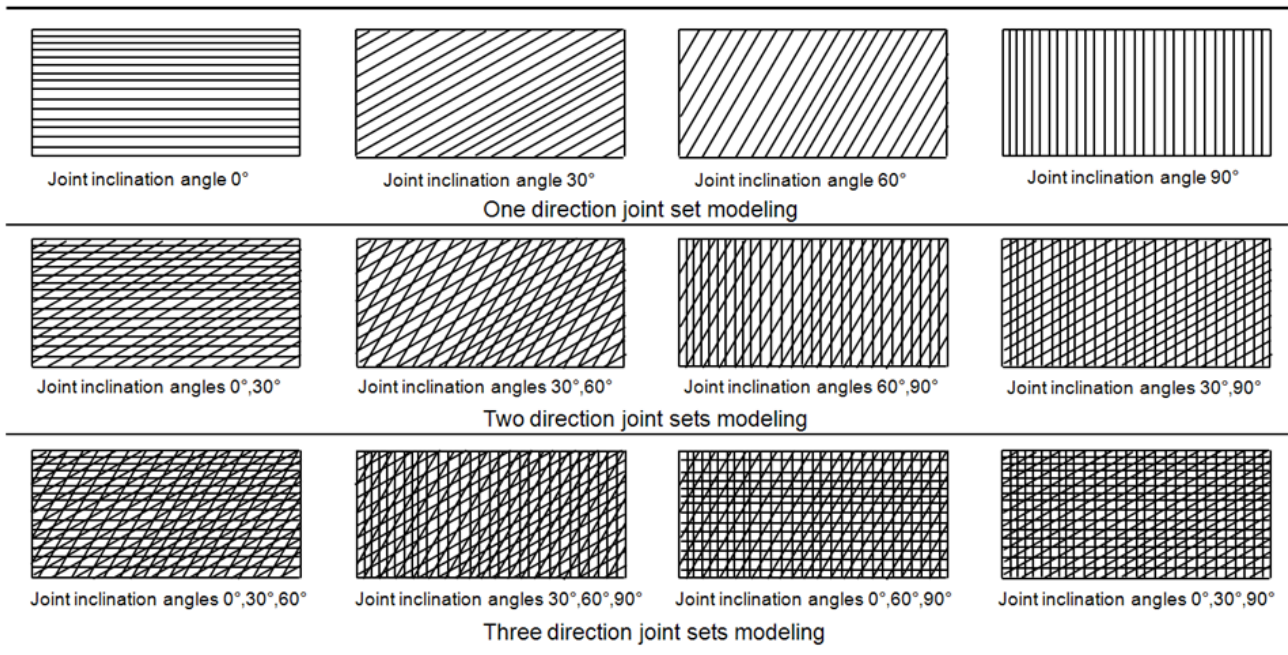 Joint inclination angle 0°
Joint inclination angle 30°
Joint inclination angle 60°
Joint inclination angle 90°
One direction joint set modeling
Joint inclination angles 0°,30°
Joint inclination angles 30°,60°
Joint inclination angles 60°,90°
Joint inclination angles 30°,90°
Two direction joint sets modeling
Joint inclination angles 0°,30°,60°
Joint inclination angles 30°,60°,90°
Joint inclination angles 0°,60°,90°
Joint inclination angles 0°,30°,90°
Three direction joint sets modeling